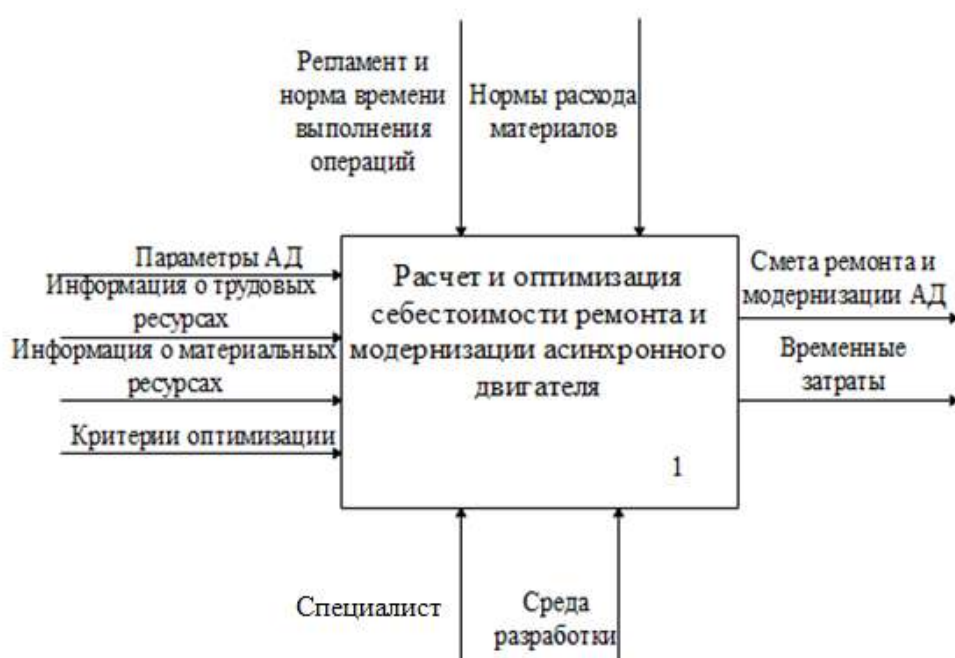 Регламент и
норма времени
выполнения
операций
Нормы расхода
материалов
Параметры АД
Информация о трудовых
ресурсах
Информация о материальных
ресурсах
Критерии оптимизации
Расчет и оптимизация
себестоимости ремонта и
модернизации асинхронного
двигателя
1
Смета ремонта и
модернизации АД
Временные
затраты
Специалист
Среда
разработки